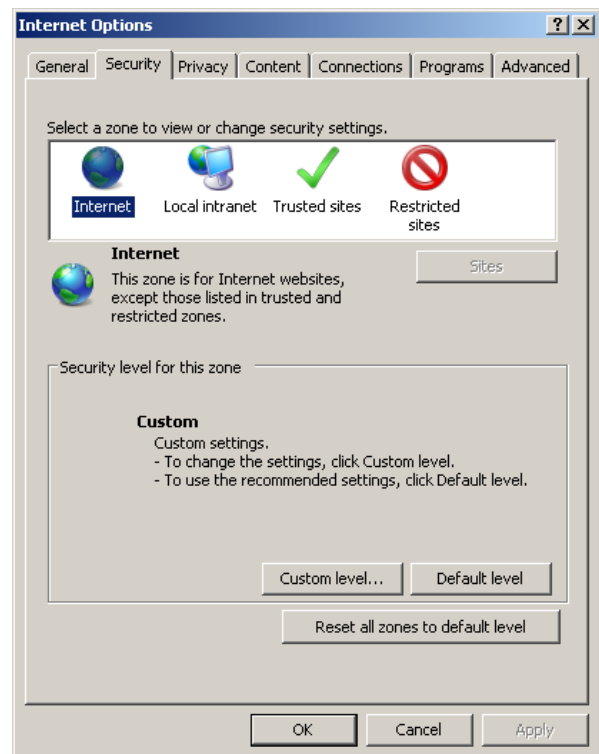 Internet Options
General Security Privacy Content Connections Programs Advanced
Select a zone to view or change security settings.
Internet Local intranet Trusted sites Restricted sites
Internet
This zone is for Internet websites,
except those listed in trusted and
restricted zones.
Sites
Security level for this zone
Custom
Custom settings.
- To change the settings, click Custom level.
- To use the recommended settings, click Default level.
Custom level... Default level
Reset all zones to default level
OK Cancel Apply